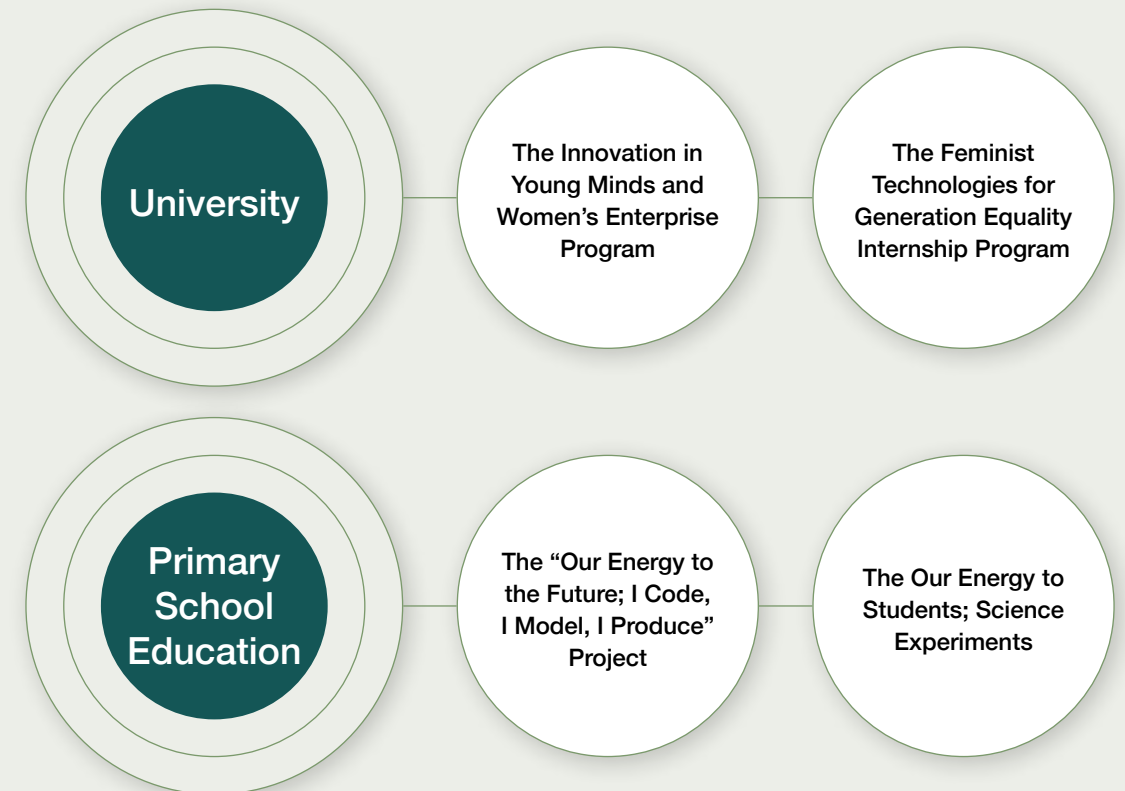 University
The Innovation in
Young Minds and
Women’s Enterprise
Program
The Feminist
Technologies for
Generation Equality
Internship Program
Primary
School
Education
The “Our Energy to
the Future; I Code,
I Model, I Produce”
Project
The Our Energy to
Students; Science
Experiments